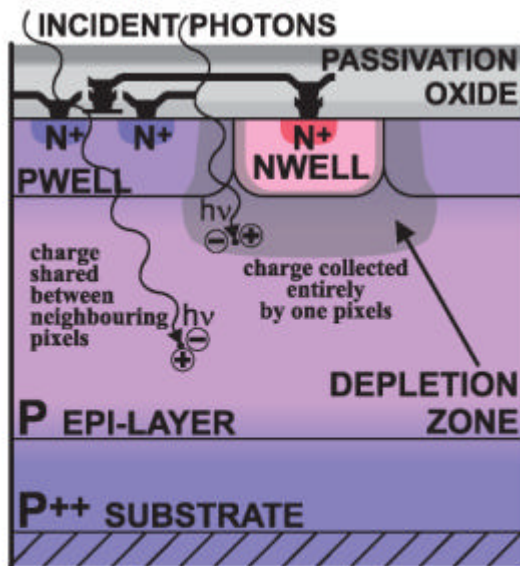 INCIDENT PHOTONS
PASSIVATION
OXIDE
N+
N+
N+
NWELL
PWELL
hν
charge
shared
between
neighbouring
pixels
charge collected
entirely
by one pixels
hν
DEPLETION
ZONE
P EPI-LAYER
P++ SUBSTRATE